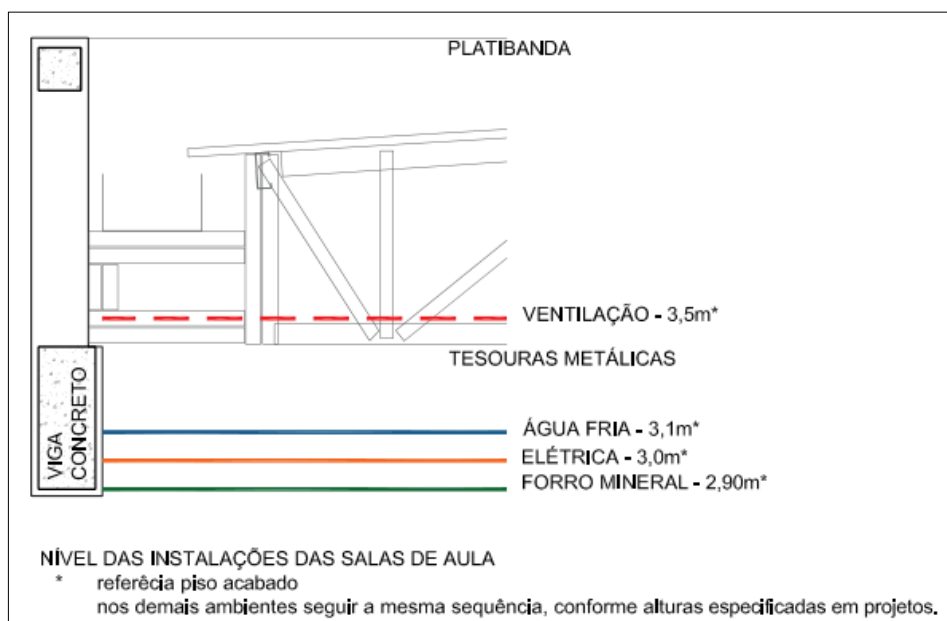 PLATIBANDA
VENTILAÇÃO - 3,5m*
TESOURAS METÁLICAS
VIGA
CONCRETO
ÁGUA FRIA - 3,1m*
ELÉTRICA - 3,0m*
FORRO MINERAL - 2,90m*
NÍVEL DAS INSTALAÇÕES DAS SALAS DE AULA
* referêcia piso acabado
nos demais ambientes seguir a mesma sequência, conforme alturas especificadas em projetos.